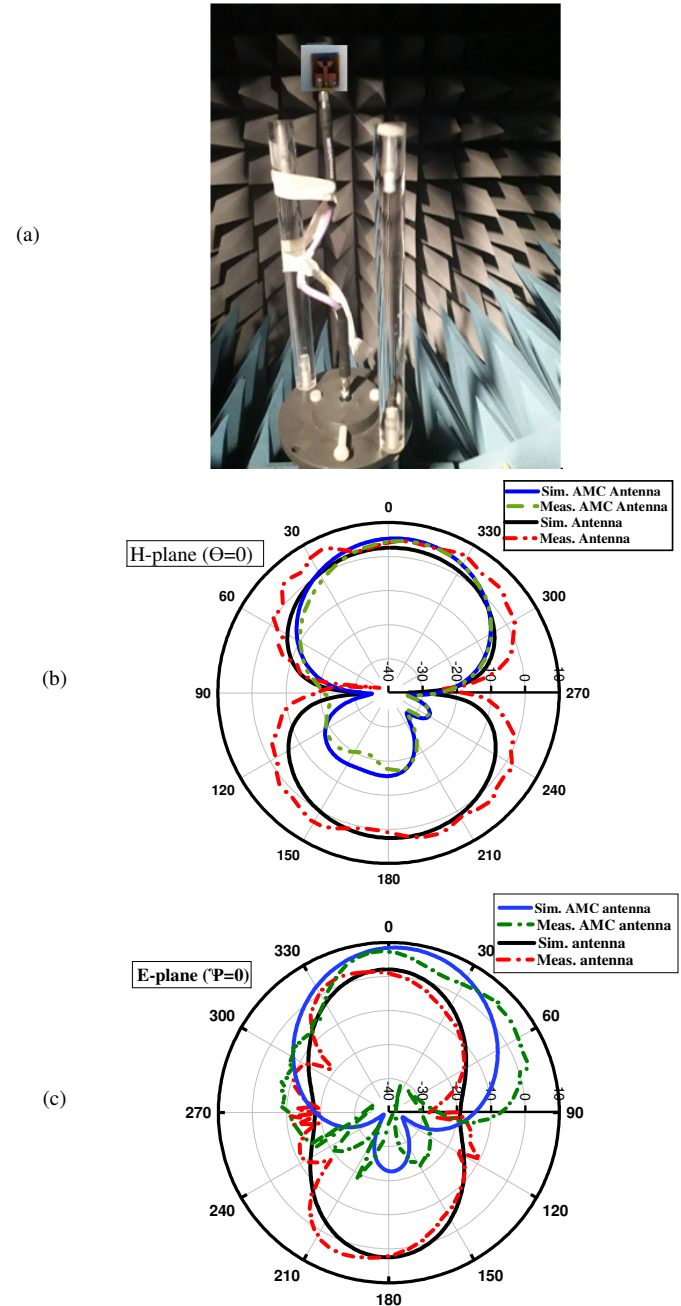 (a)
0
Sim. AMC Antenna
Meas. AMC Antenna
Sim. Antenna
Meas. Antenna
30
330
H-plane (Ө=0)
60
300
(b)
90
-40
-30
-20
-10
0
10
270
120
240
150
210
180
0
Sim. AMC antenna
Meas. AMC antenna
Sim. antenna
Meas. antenna
330
30
E-plane (Ҹ=0)
300
60
(c)
270
-40
-30
-20
-10
0
10
90
240
120
210
150
180